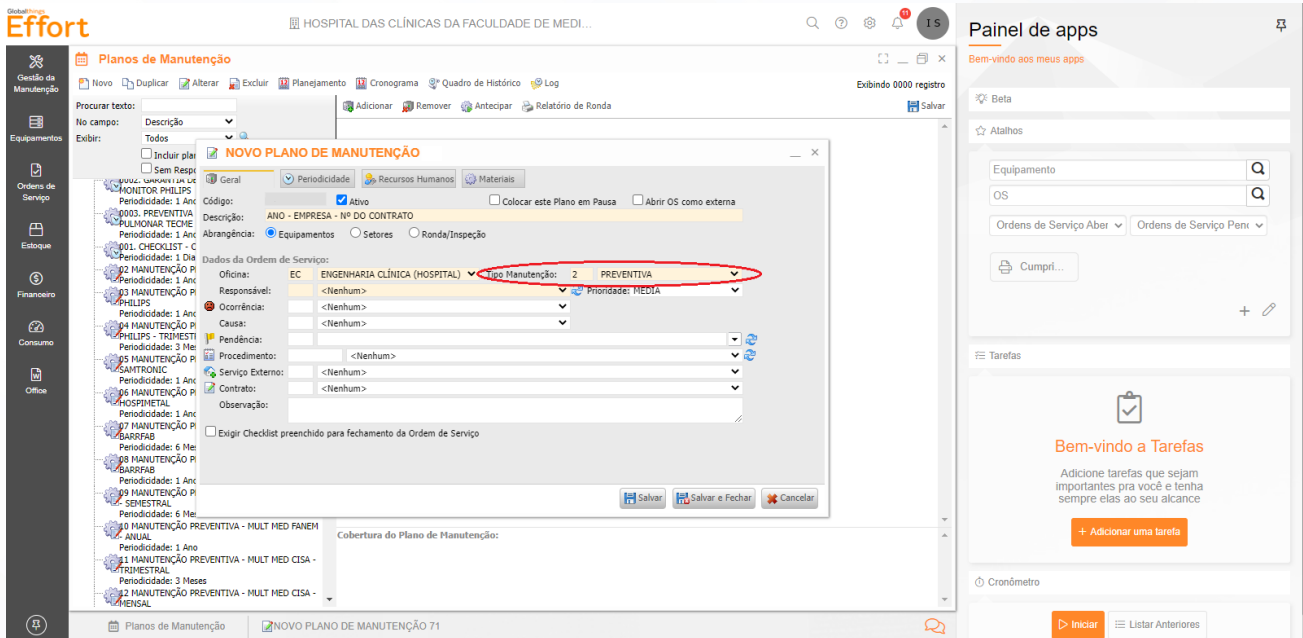 Globalthings
Effort
HOSPITAL DAS CLÍNICAS DA FACULDADE DE MEDI...
11
I S
Gestão da Manutenção
Equipamentos
Ordens de Serviço
Estoque
Financeiro
Consumo
Office
Planos de Manutenção
Novo Duplicar Alterar Excluir Planejamento Cronograma Quadro de Histórico Log
Exibindo 0000 registro
Procurar texto:
No campo: Descrição
Exibir: Todos
Incluir pla
Sem Resp
Adicionar Remover Antecipar Relatório de Ronda
Salvar
0002. GARANTIA DE
MONITOR PHILIPS
Periodicidade: 1 Ano
0003. PREVENTIVA
PULMONAR TECME
Periodicidade: 1 Ano
001. CHECKLIST - C
Periodicidade: 1 Dia
02 MANUTENÇÃO P
Periodicidade: 1 Ano
03 MANUTENÇÃO P
PHILIPS
Periodicidade: 1 Ano
04 MANUTENÇÃO P
PHILIPS - TRIMEST
Periodicidade: 3 Me
05 MANUTENÇÃO P
SAMTRONIC
Periodicidade: 1 Ano
06 MANUTENÇÃO P
HOSPIMETAL
Periodicidade: 1 Ano
07 MANUTENÇÃO P
BARRFAB
Periodicidade: 6 Me
08 MANUTENÇÃO P
BARRFAB
Periodicidade: 1 Ano
09 MANUTENÇÃO P
- SEMESTRAL
Periodicidade: 6 Me
10 MANUTENÇÃO PREVENTIVA - MULT MED FANEM
- ANUAL
Periodicidade: 1 Ano
11 MANUTENÇÃO PREVENTIVA - MULT MED CISA -
TRIMESTRAL
Periodicidade: 3 Meses
12 MANUTENÇÃO PREVENTIVA - MULT MED CISA -
MENSAL
NOVO PLANO DE MANUTENÇÃO
Geral Periodicidade Recursos Humanos Materiais
Código: Ativo Colocar este Plano em Pausa Abrir OS como externa
Descrição: ANO - EMPRESA - Nº DO CONTRATO
Abrangência: Equipamentos Setores Ronda/Inspeção
Dados da Ordem de Serviço:
Oficina: EC ENGENHARIA CLÍNICA (HOSPITAL) Tipo Manutenção: 2 PREVENTIVA
Responsável: <Nenhum> Prioridade: MEDIA
Ocorrência: <Nenhum>
Causa: <Nenhum>
Pendência:
Procedimento: <Nenhum>
Serviço Externo: <Nenhum>
Contrato: <Nenhum>
Observação:
Exigir Checklist preenchido para fechamento da Ordem de Serviço
Salvar Salvar e Fechar Cancelar
Cobertura do Plano de Manutenção:
Planos de Manutenção
NOVO PLANO DE MANUTENÇÃO 71
Painel de apps
Bem-vindo aos meus apps
Beta
Atalhos
Equipamento
OS
Ordens de Serviço Aber Ordens de Serviço Penc
Cumpri...
Tarefas
Bem-vindo a Tarefas
Adicione tarefas que sejam
importantes pra você e tenha
sempre elas ao seu alcance
+ Adicionar uma tarefa
Cronômetro
Iniciar Listar Anteriores